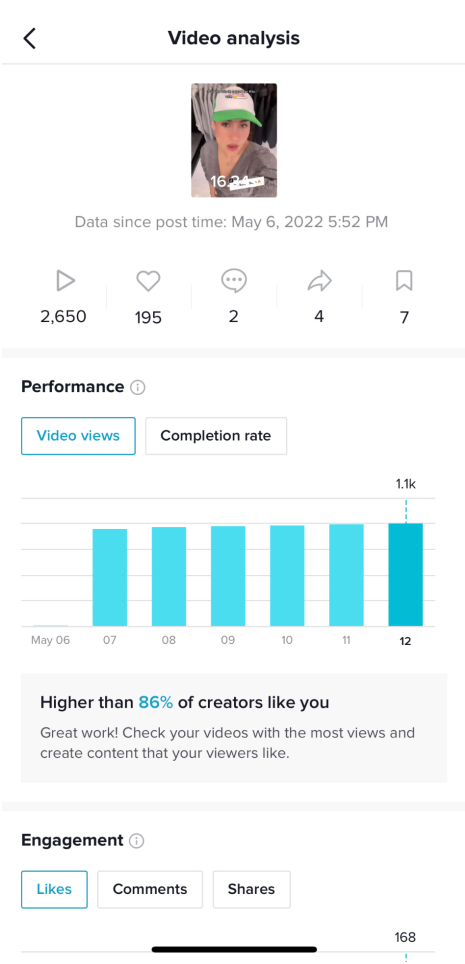 Video analysis
Data since post time: May 6, 2022 5:52 PM
2,650 195 2 4 7
Performance
Video views Completion rate
1.1k
May 06 07 08 09 10 11 12
Higher than 86% of creators like you
Great work! Check your videos with the most views and
create content that your viewers like.
Engagement
Likes Comments Shares
168